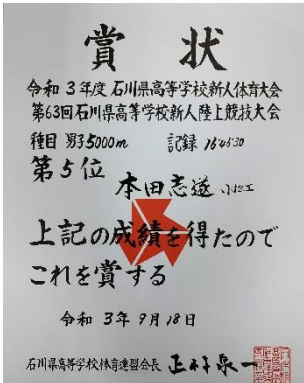 賞状
令和3年度 石川県高等学校新人体育大会
第63回石川県高等学校新人陸上競技大会
種目 男子5000m 記録 16'46"30
第5位
本田志遂 小松工
上記の成績を得たので
これを賞する
令和 3年9月18日
石川県高等学校体育連盟会長